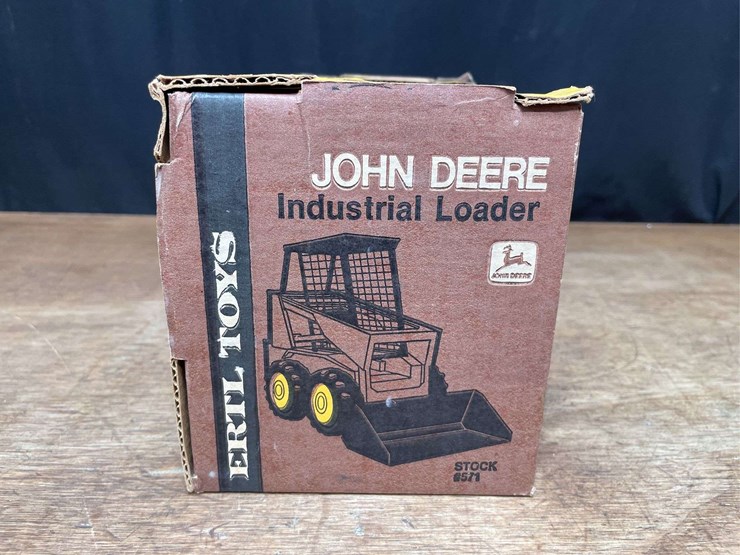 JOHN DEERE
Industrial Loader
JOHN DEERE
ERTL TOYS
STOCK
#571